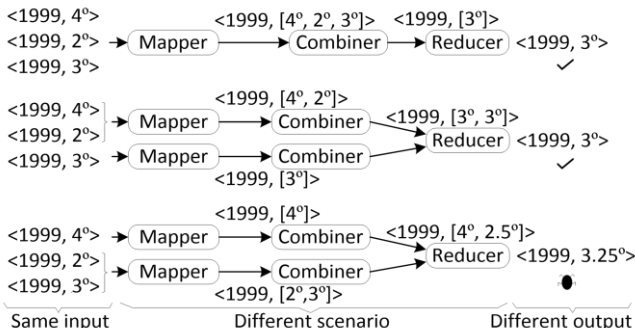 <1999, 4º>
<1999, 2º>
<1999, 3º>
Mapper
<1999, [4º, 2º, 3º]>
Combiner
<1999, [3º]>
Reducer
<1999, 3º>
<1999, 4º>
<1999, 2º>
<1999, 3º>
Mapper
<1999, [4º, 2º]>
Combiner
Mapper
Combiner
<1999, [3º]>
<1999, [3º, 3º]>
Reducer
<1999, 3º>
<1999, 4º>
<1999, 2º>
<1999, 3º>
Mapper
<1999, [4º]>
Combiner
Mapper
Combiner
<1999, [2º,3º]>
<1999, [4º, 2.5º]>
Reducer
<1999, 3.25º>
Same input
Different scenario
Different output